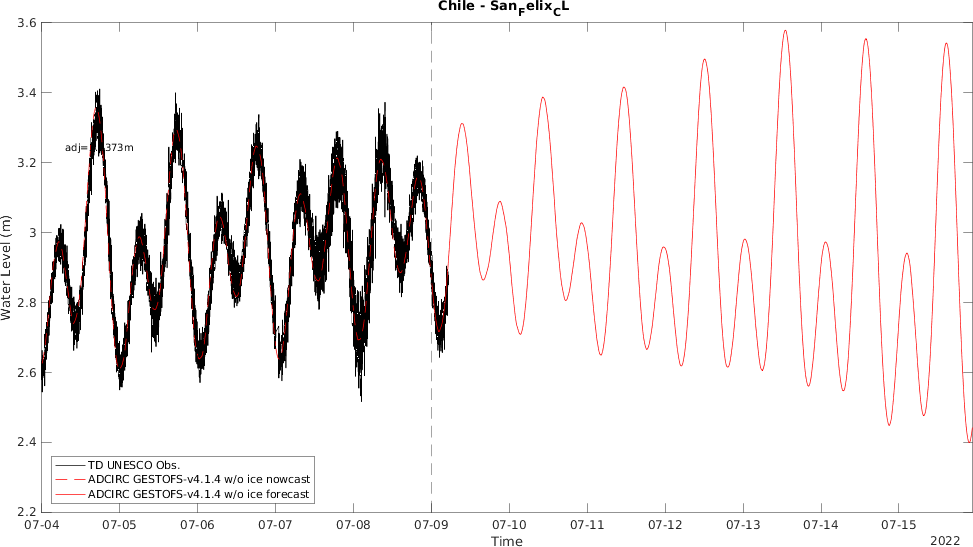 Chile - SanFelixCL
3.6
3.4
3.2
3
2.8
2.6
2.4
2.2
Water Level (m)
adj= 373m
TD UNESCO Obs.
ADCIRC GESTOFS-v4.1.4 w/o ice nowcast
ADCIRC GESTOFS-v4.1.4 w/o ice forecast
07-04 07-05 07-06 07-07 07-08 07-09 07-10 07-11 07-12 07-13 07-14 07-15
Time
2022